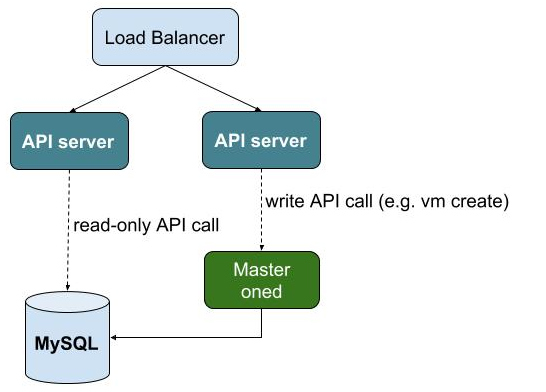 Load Balancer
API server
API server
write API call (e.g. vm create)
read-only API call
Master
oned
MySQL